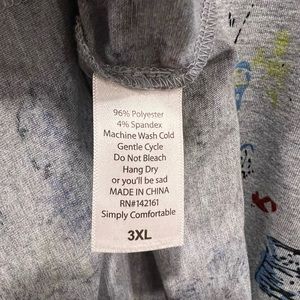 96% Polyester
4% Spandex
Machine Wash Cold
Gentle Cycle
Do Not Bleach
Hang Dry
or you'll be sad
MADE IN CHINA
RN#142161
Simply Comfortable
3XL